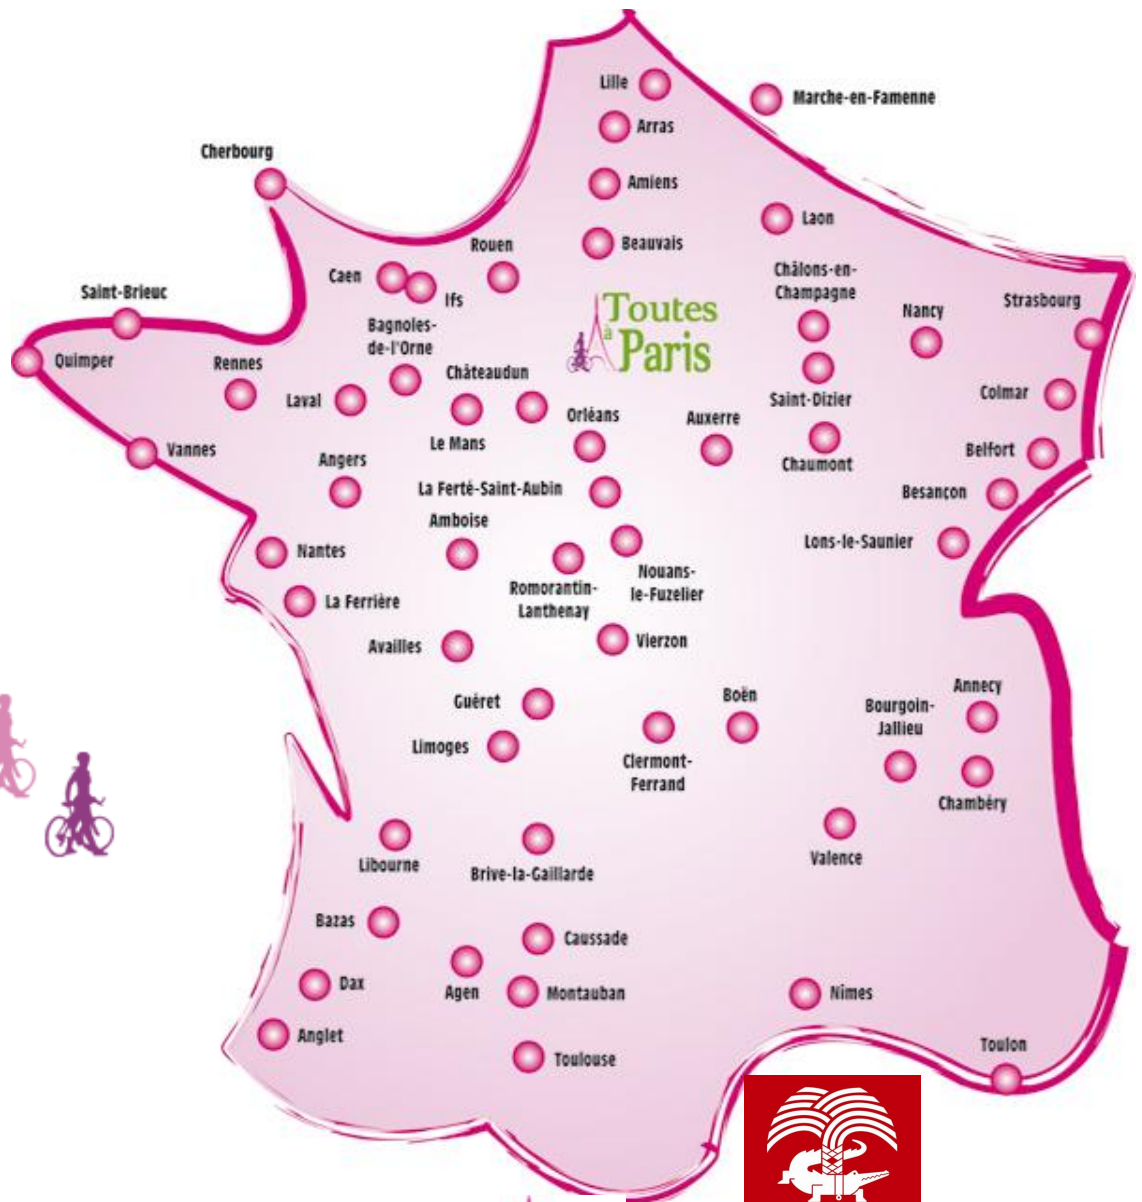 Lille
Marche-en-Famenne
Arras
Cherbourg
Amiens
Laon
Rouen
Beauvais
Caen
Ifs
Châlons-en-
Champagne
Saint-Brieuc
Strasbourg
Nancy
Toutes
à
Paris
Bagnoles-
de-l'Orne
Quimper
Rennes
Châteaudun
Laval
Saint-Dizier
Colmar
Orléans
Auxerre
Le Mans
Vannes
Belfort
Angers
Chaumont
La Ferté-Saint-Aubin
Besançon
Amboise
Lons-le-Saunier
Nantes
Romorantin-
Lanthenay
Nouans-
le-Fuzelier
La Ferrière
Availles
Vierzon
Guéret
Boën
Annecy
Bourgoin-
Jallieu
Limoges
Clermont-
Ferrand
Chambéry
Libourne
Brive-la-Gaillarde
Valence
Bazas
Caussade
Dax
Agen
Montauban
Nîmes
Anglet
Toulouse
Toulon